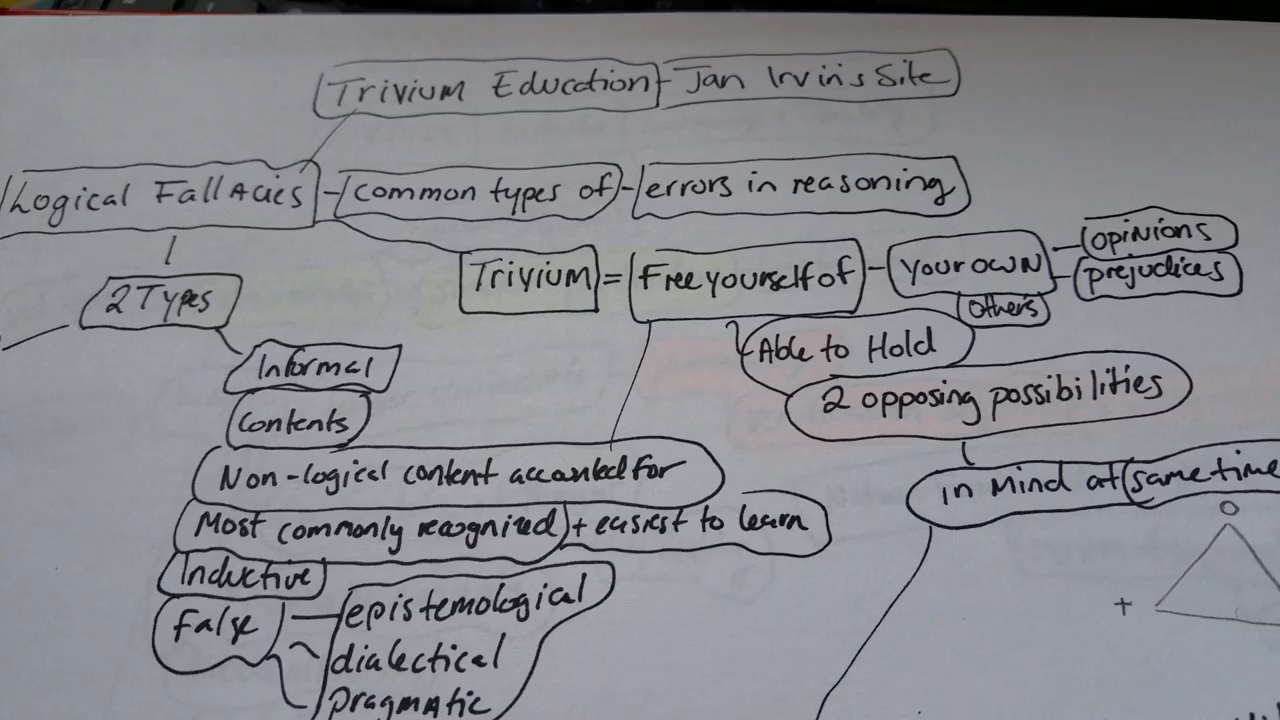 Trivium Education - Jan Irvin's Site
Logical Fallacies - common types of - errors in reasoning
Trivium = Free yourself of - your own
opinions
prejudices
others
2 Types
Able to Hold
2 opposing possibilities
in mind at same time
Informal
Contents
Non-logical content accounted for
Most commonly recognized + easiest to learn
Inductive
False
epistemological
dialectical
pragmatic
O
+